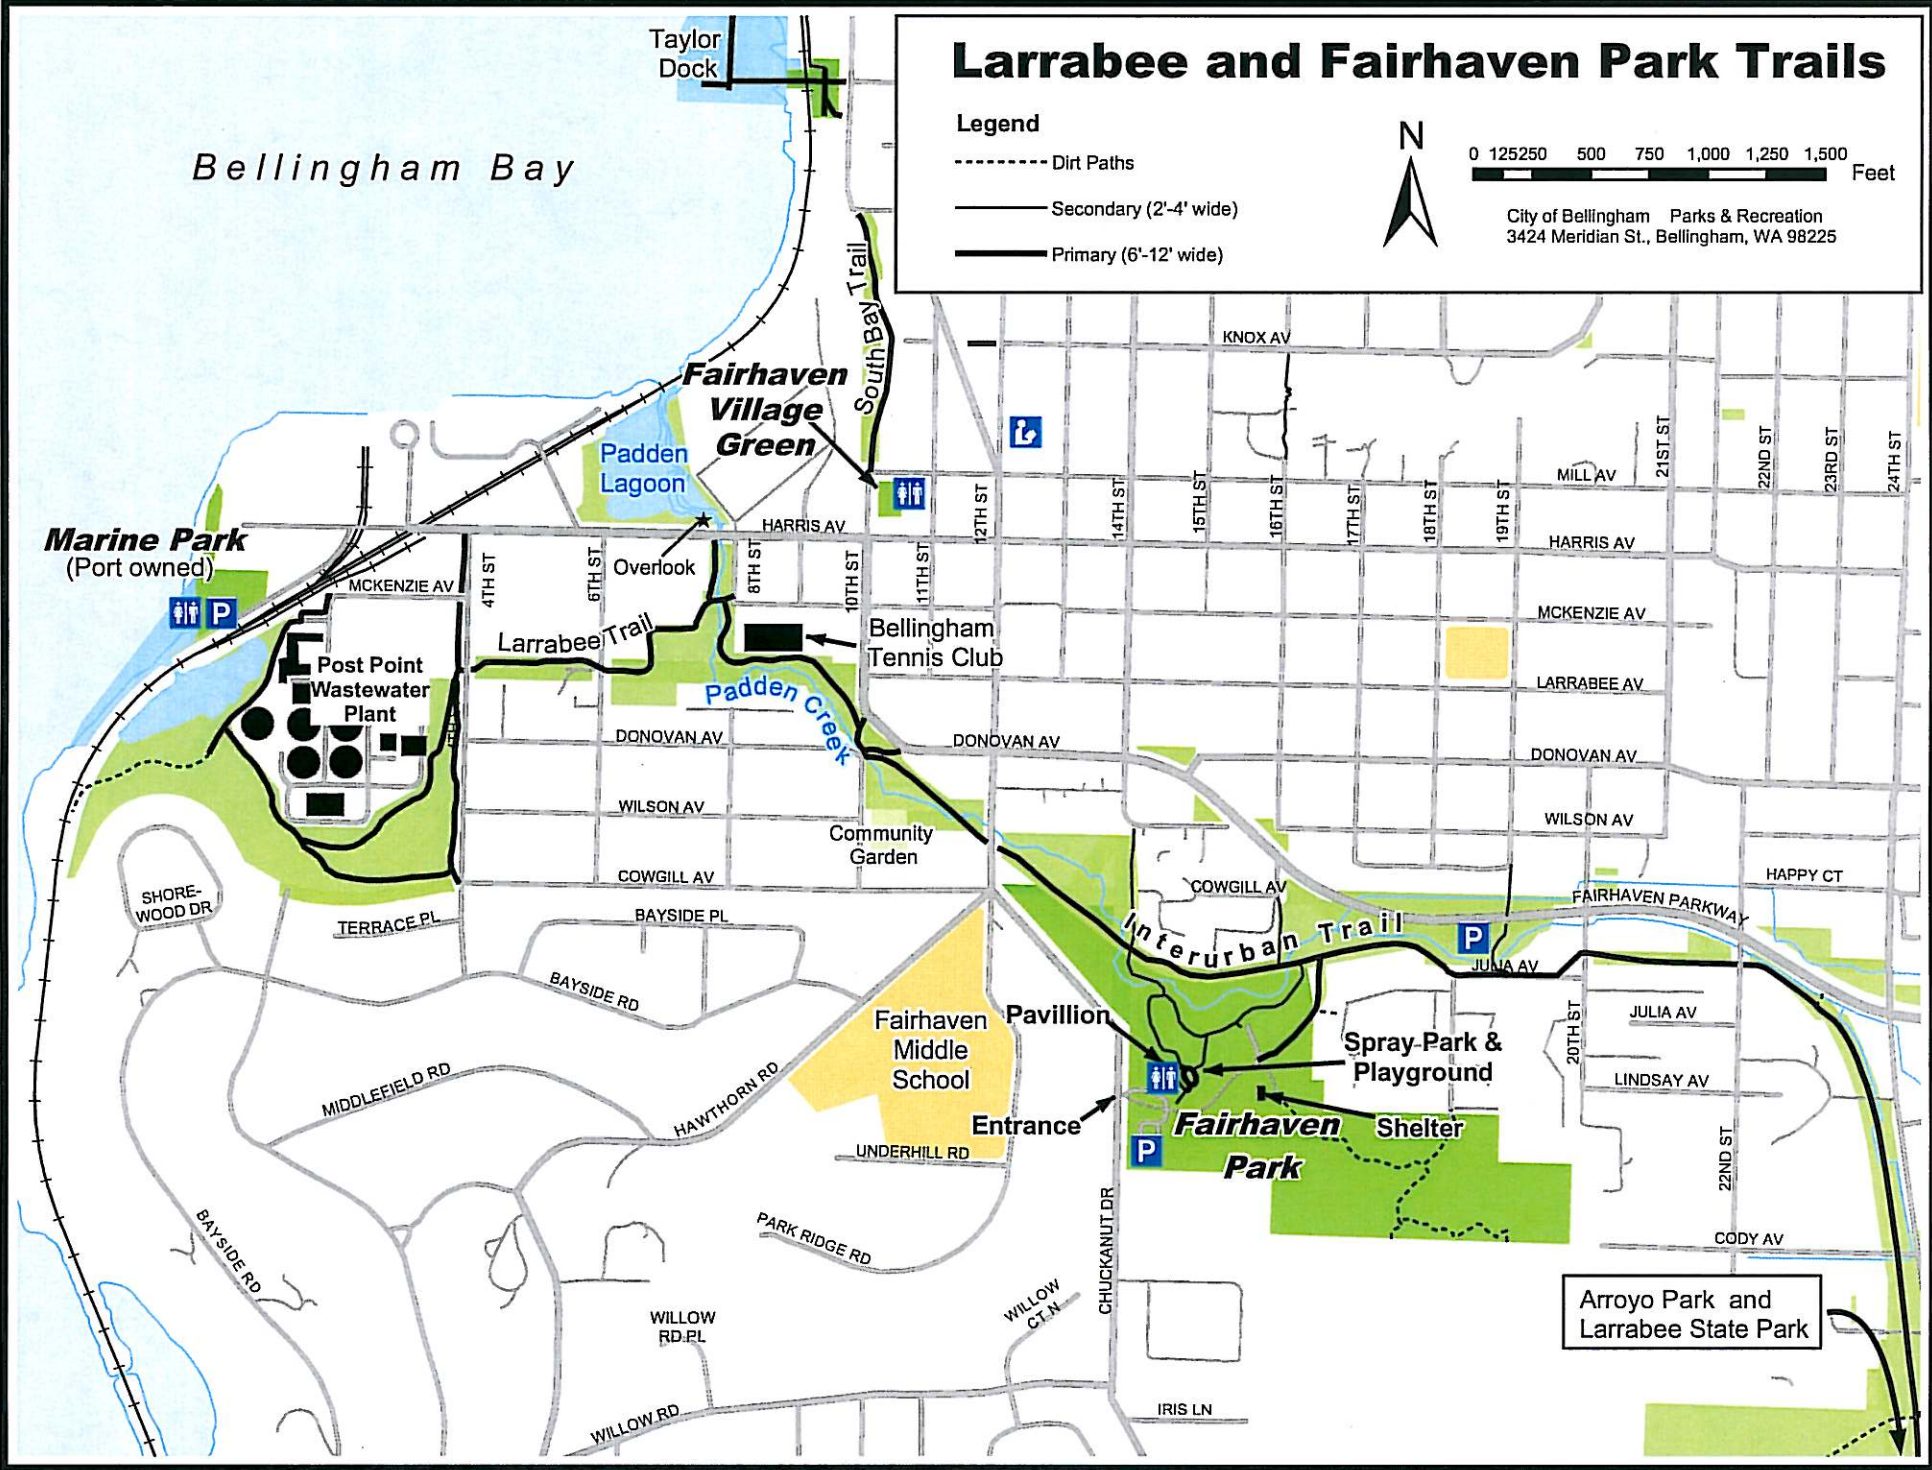 Larrabee and Fairhaven Park Trails
Legend
Dirt Paths
Secondary (2'-4' wide)
Primary (6'-12' wide)
N
0 125250 500 750 1,000 1,250 1,500
Feet
City of Bellingham Parks & Recreation
3424 Meridian St., Bellingham, WA 98225
Taylor
Dock
Bellingham Bay
South Bay Trail
KNOX AV
Fairhaven
Village
Green
Padden
Lagoon
MILL AV
21ST ST
22ND ST
23RD ST
24TH ST
12TH ST
14TH ST
15TH ST
16TH ST
17TH ST
18TH ST
19TH ST
HARRIS AV
HARRIS AV
Marine Park
(Port owned)
P
MCKENZIE AV
4TH ST
6TH ST
Overlook
8TH ST
10TH ST
11TH ST
MCKENZIE AV
Larrabee Trail
Bellingham
Tennis Club
Post Point
Wastewater
Plant
LARRABEE AV
Padden Creek
DONOVAN AV
DONOVAN AV
DONOVAN AV
WILSON AV
WILSON AV
Community
Garden
COWGILL AV
COWGILL AV
HAPPY CT
FAIRHAVEN PARKWAY
SHORE-
WOOD DR
TERRACE PL
BAYSIDE PL
Interurban Trail
P
JULIA AV
BAYSIDE RD
Fairhaven
Middle
School
Pavillion
JULIA AV
20TH ST
Spray Park &
Playground
LINDSAY AV
MIDDLEFIELD RD
HAWTHORN RD
Entrance
Fairhaven
Park
Shelter
P
UNDERHILL RD
22ND ST
BAYSIDE RD
PARK RIDGE RD
CHUCKANUT DR
CODY AV
WILLOW
RD PL
WILLOW
CT N
Arroyo Park and
Larrabee State Park
WILLOW RD
IRIS LN